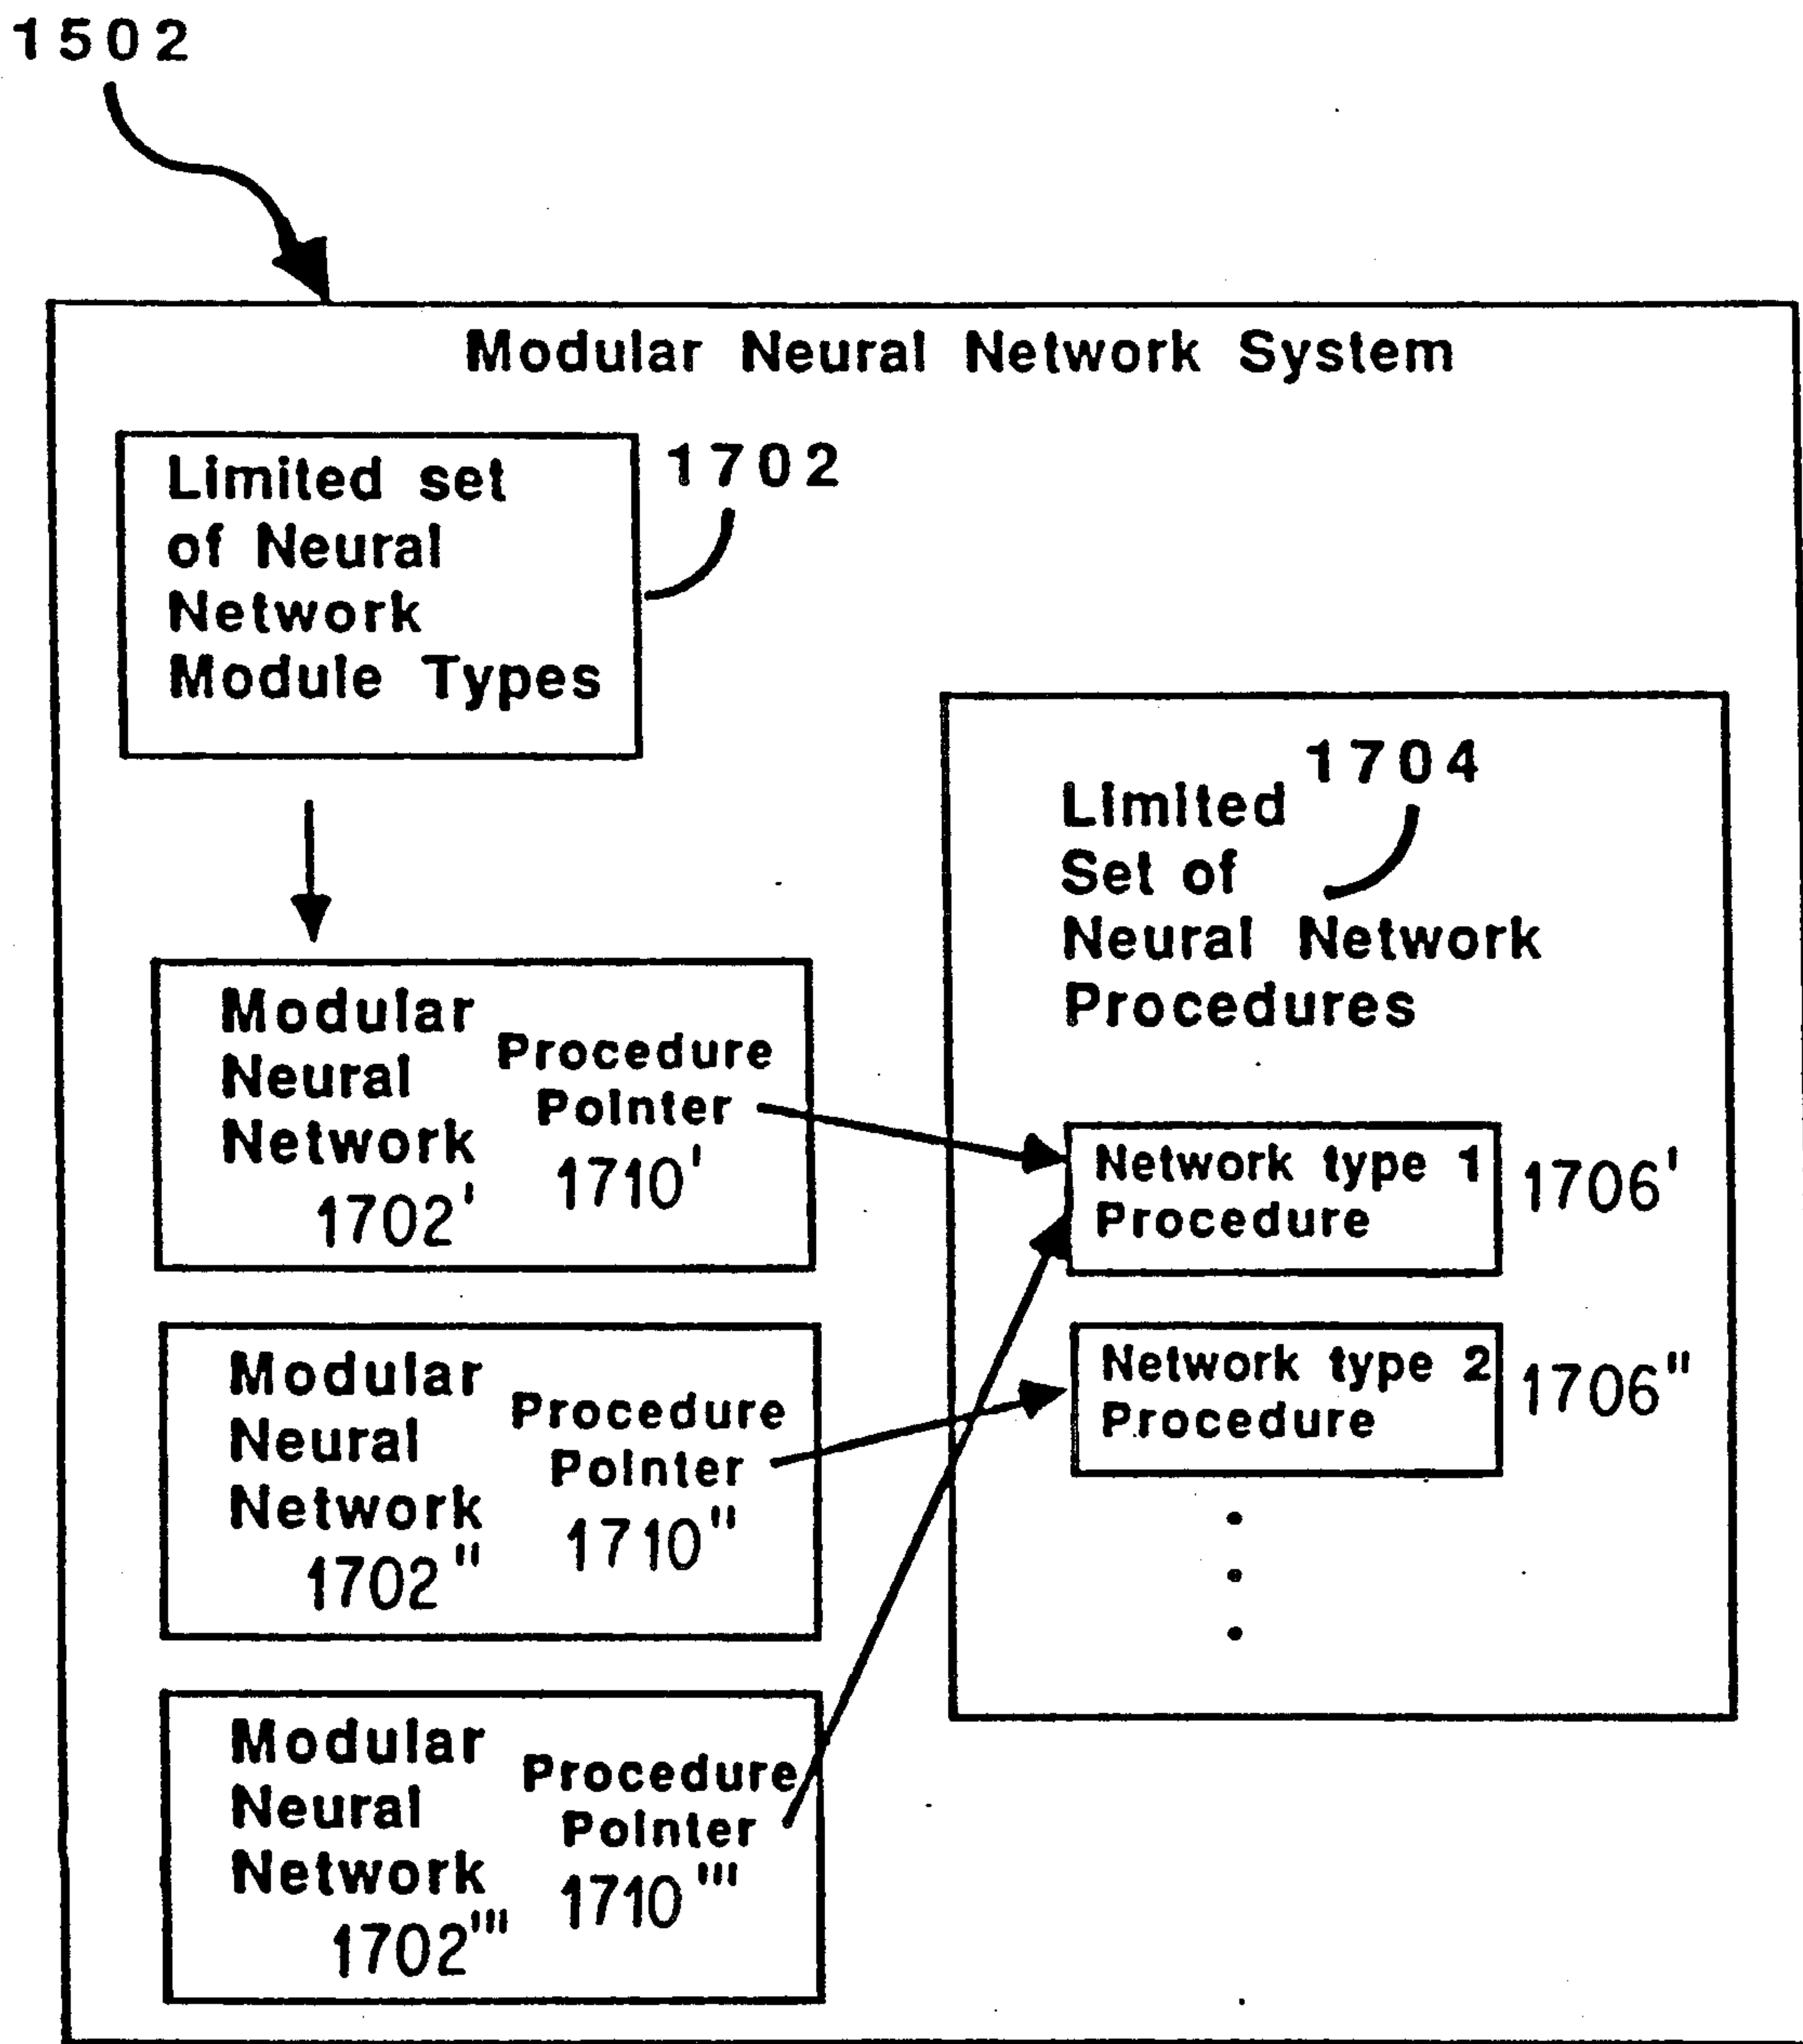 1502
Modular Neural Network System
Limited set
of Neural
Network
Module Types
1702
Limited
Set of
Neural Network
Procedures
1704
Modular
Neural
Network
1702'
Procedure
Pointer
1710'
Network type 1
Procedure
1706'
Modular
Neural
Network
1702"
Procedure
Pointer
1710"
Network type 2
Procedure
1706"
Modular
Neural
Network
1702'''
Procedure
Pointer
1710'''